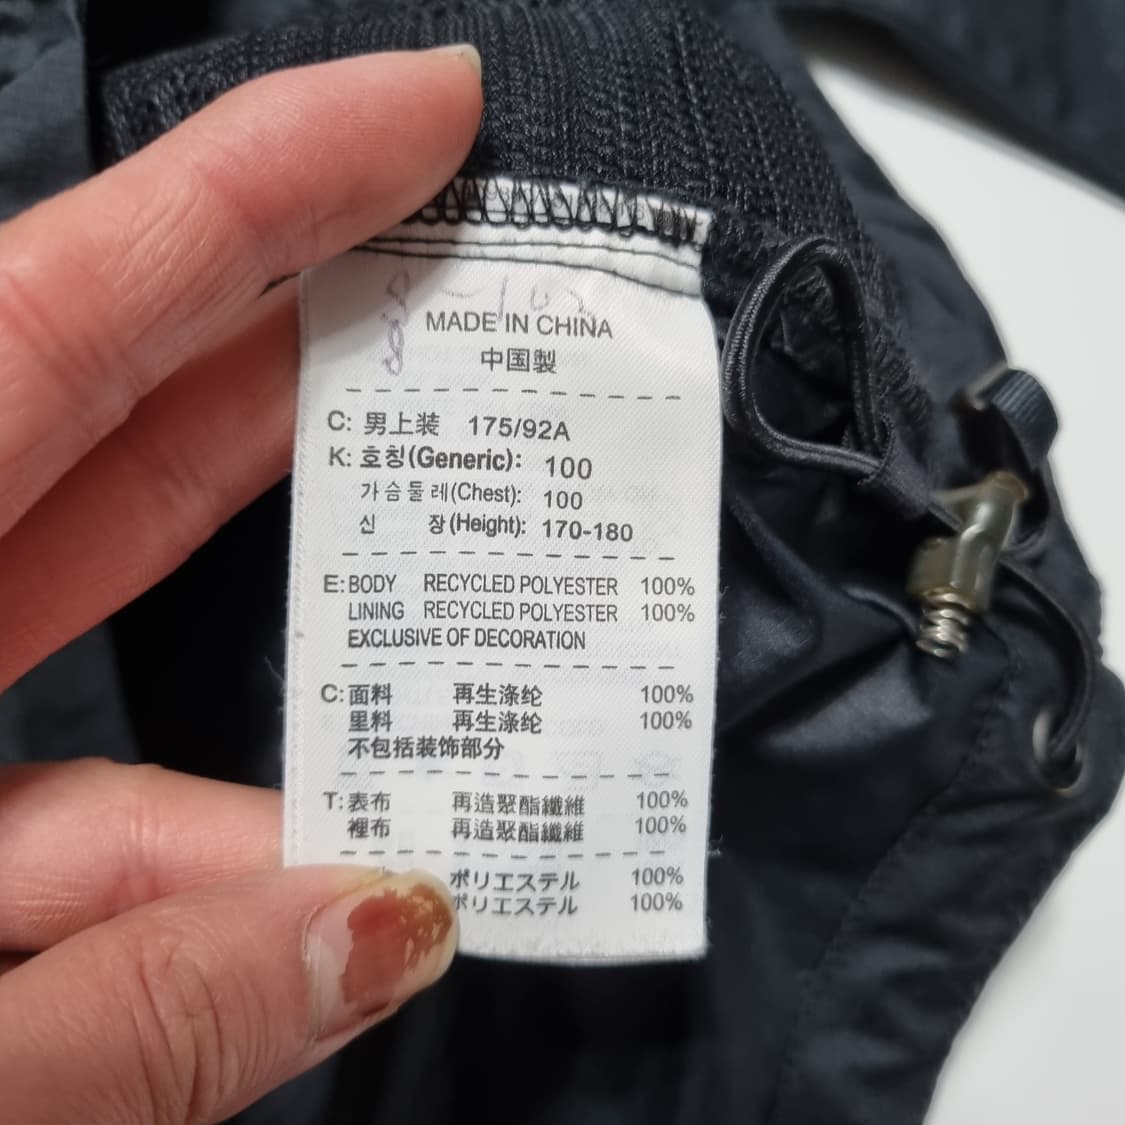 MADE IN CHINA
中国製
C: 男上装 175/92A
K: 호칭(Generic): 100
가슴둘레(Chest): 100
신 장(Height): 170-180
E: BODY RECYCLED POLYESTER 100%
LINING RECYCLED POLYESTER 100%
EXCLUSIVE OF DECORATION
C: 面料 再生涤纶 100%
里料 再生涤纶 100%
不包括装饰部分
T: 表布 再造聚酯纖維 100%
裡布 再造聚酯纖維 100%
ポリエステル 100%
ポリエステル 100%